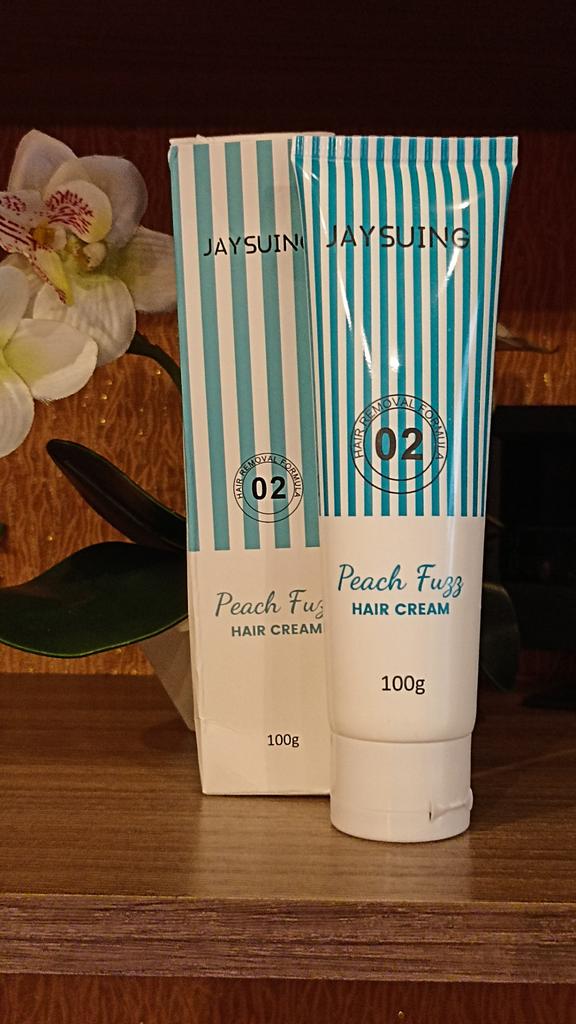 JAYSUING
HAIR REMOVAL FORMULA
02
Peach Fuz
HAIR CREAM
100g
JAYSUING
HAIR REMOVAL FORMULA
02
Peach Fuzz
HAIR CREAM
100g